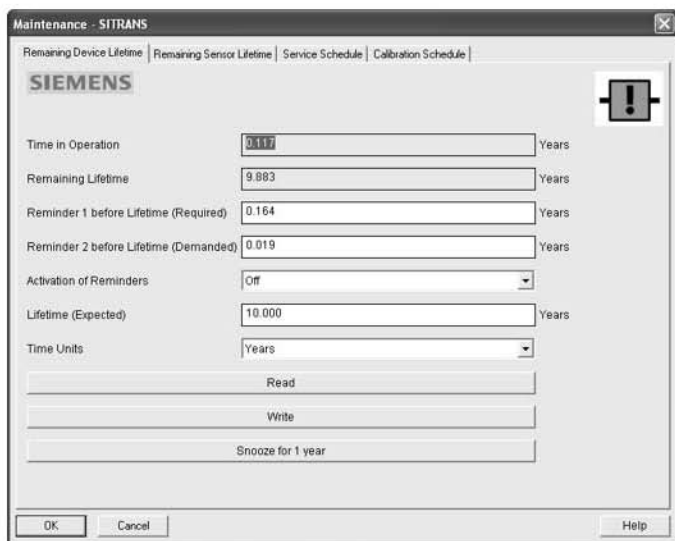 Maintenance - SITRANS
Remaining Device Lifetime Remaining Sensor Lifetime Service Schedule Calibration Schedule
SIEMENS
!
Time in Operation 0.117 Years
Remaining Lifetime 9.883 Years
Reminder 1 before Lifetime (Required) 0.164 Years
Reminder 2 before Lifetime (Demanded) 0.019 Years
Activation of Reminders Off
Lifetime (Expected) 10.000 Years
Time Units Years
Read
Write
Snooze for 1 year
OK Cancel Help